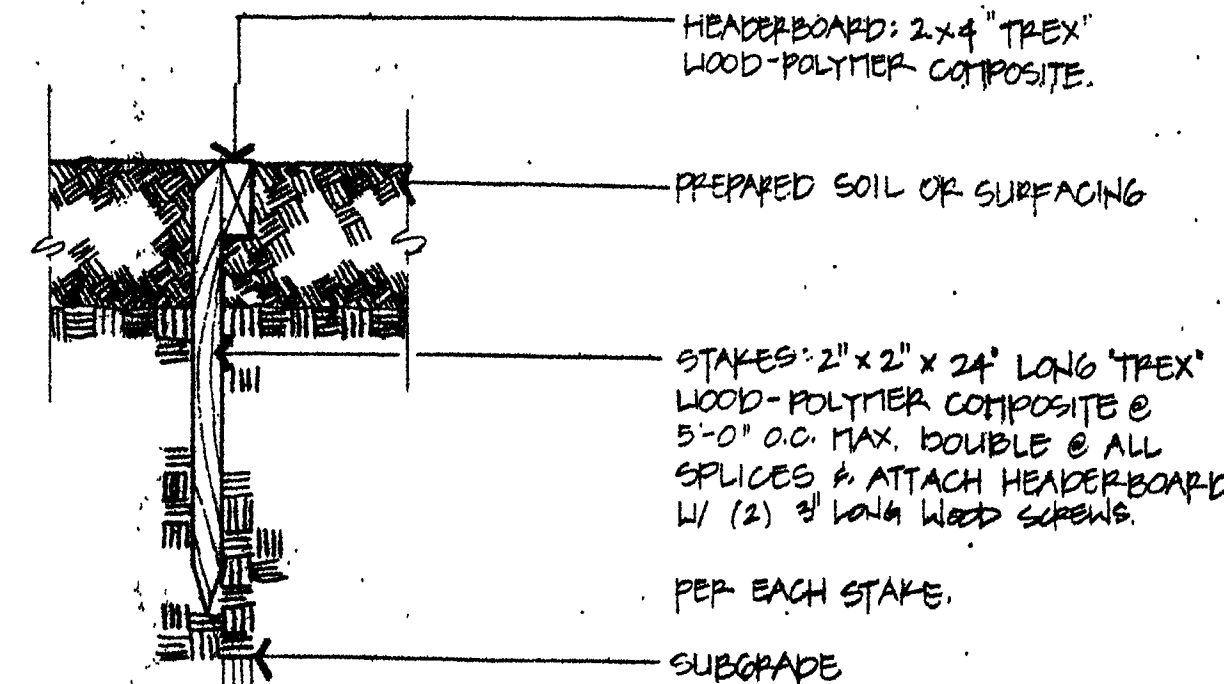 HEADERBOARD: 2x4 "TREX"
WOOD-POLYMER COMPOSITE.
PREPARED SOIL OR SURFACING
STAKES: 2" x 2" x 24" LONG "TREX"
WOOD-POLYMER COMPOSITE @
5'-0" O.C. MAX. DOUBLE @ ALL
SPLICES & ATTACH HEADERBOARD
W/ (2) 3" LONG WOOD SCREWS.
PER EACH STAKE.
SUBGRADE